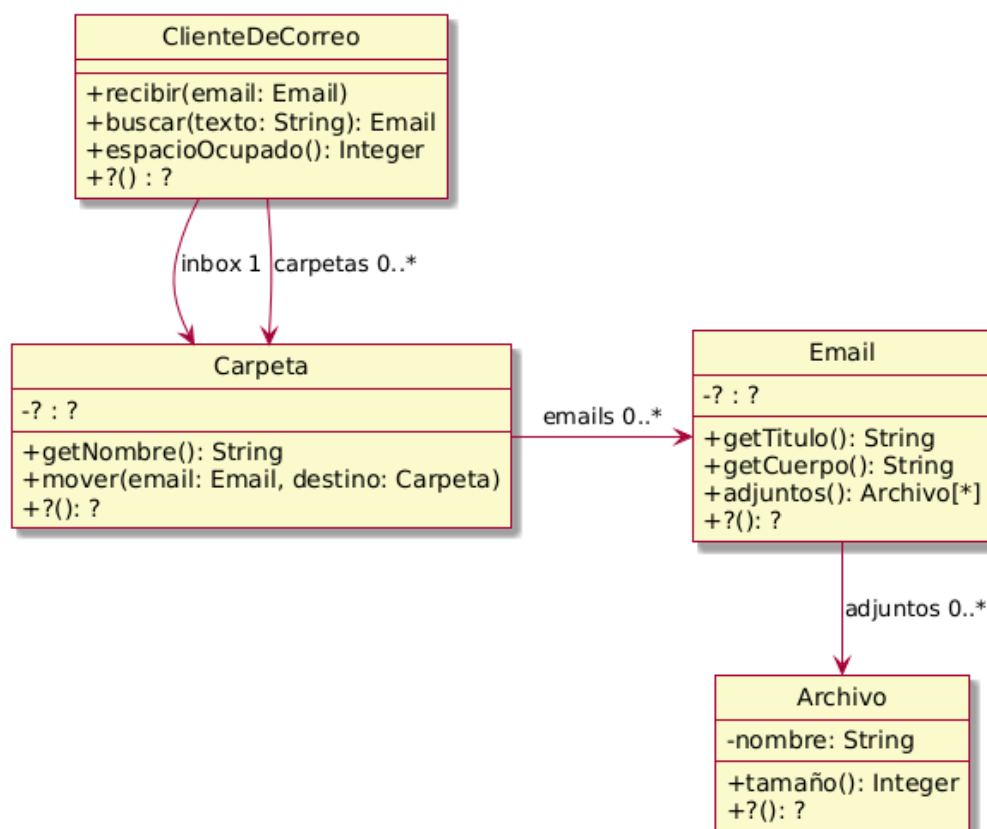 ClienteDeCorreo
+recibir(email: Email)
+buscar(texto: String): Email
+espacioOcupado(): Integer
+?() : ?
inbox 1
carpetas 0..*
Carpeta
-? : ?
+getNombre(): String
+mover(email: Email, destino: Carpeta)
+?(): ?
emails 0..*
Email
-? : ?
+getTitulo(): String
+getCuerpo(): String
+adjuntos(): Archivo[*]
+?(): ?
adjuntos 0..*
Archivo
-nombre: String
+tamaño(): Integer
+?(): ?